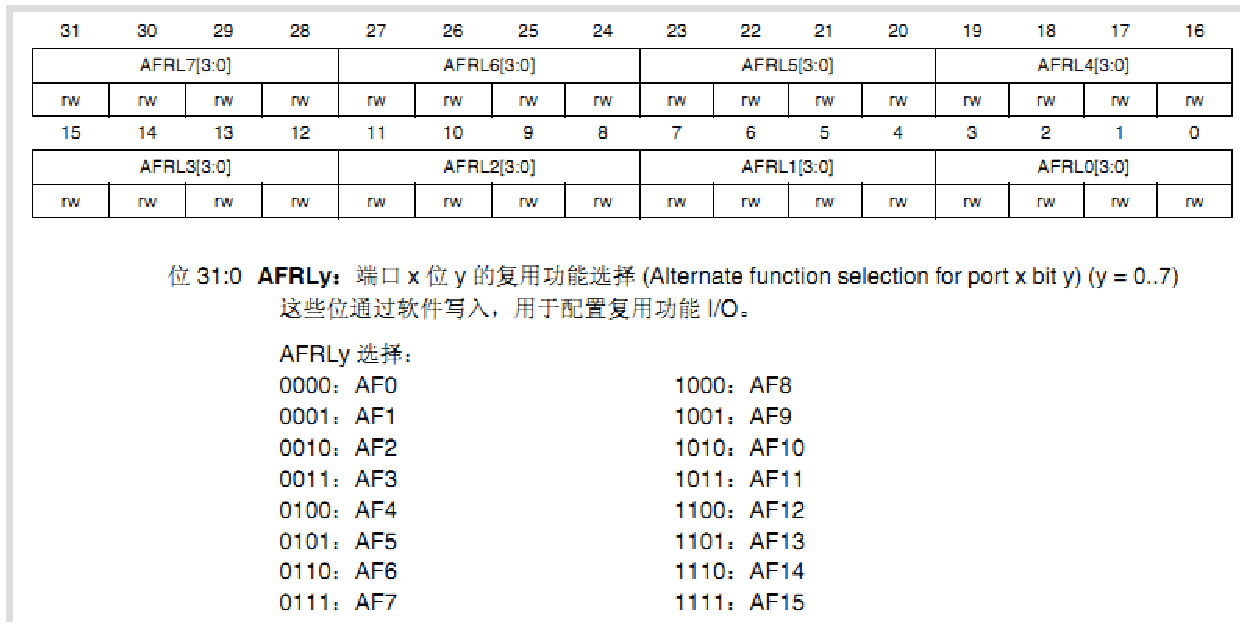 31 30 29 28 27 26 25 24 23 22 21 20 19 18 17 16
AFRL7[3:0] AFRL6[3:0] AFRL5[3:0] AFRL4[3:0]
rw rw rw rw rw rw rw rw rw rw rw rw rw rw rw rw
15 14 13 12 11 10 9 8 7 6 5 4 3 2 1 0
AFRL3[3:0] AFRL2[3:0] AFRL1[3:0] AFRL0[3:0]
rw rw rw rw rw rw rw rw rw rw rw rw rw rw rw rw
位 31:0 AFRLy：端口 x 位 y 的复用功能选择 (Alternate function selection for port x bit y) (y = 0..7)
这些位通过软件写入，用于配置复用功能 I/O。
AFRLy 选择：
0000：AF0 1000：AF8
0001：AF1 1001：AF9
0010：AF2 1010：AF10
0011：AF3 1011：AF11
0100：AF4 1100：AF12
0101：AF5 1101：AF13
0110：AF6 1110：AF14
0111：AF7 1111：AF15